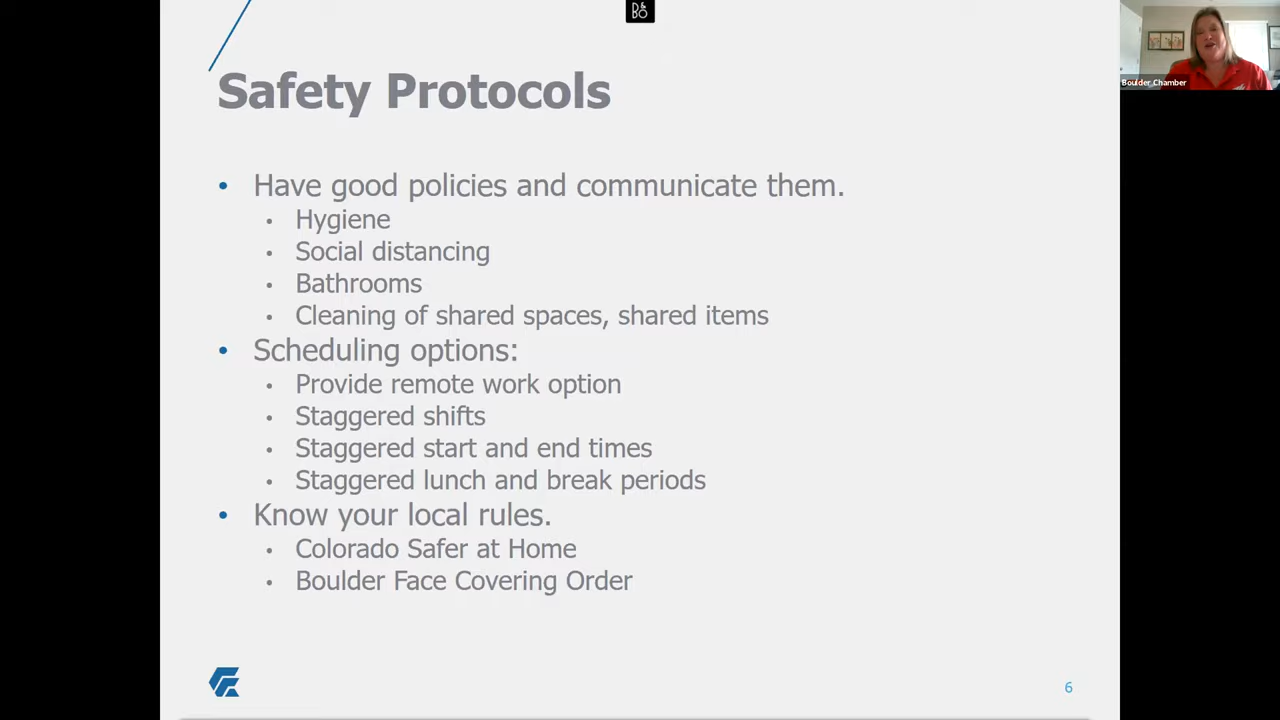 D&
BO
Boulder Chamber
Safety Protocols
• Have good policies and communicate them.
• Hygiene
• Social distancing
• Bathrooms
• Cleaning of shared spaces, shared items
• Scheduling options:
• Provide remote work option
• Staggered shifts
• Staggered start and end times
• Staggered lunch and break periods
• Know your local rules.
• Colorado Safer at Home
• Boulder Face Covering Order
6